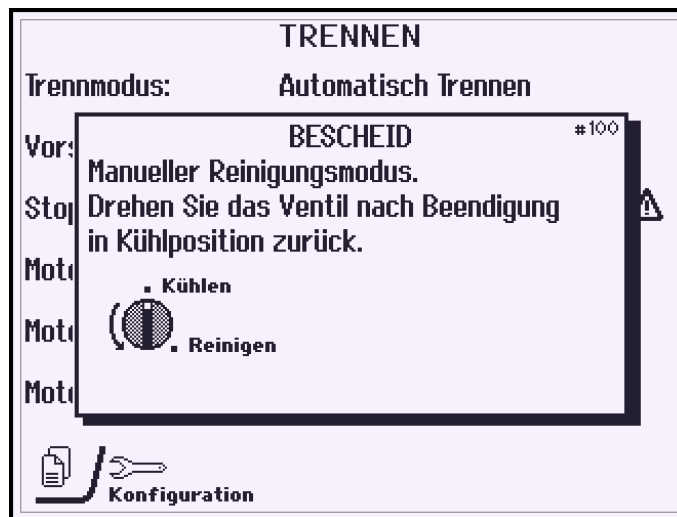 TRENNEN
Trennmodus: Automatisch Trennen
BESCHEID #100
Manueller Reinigungsmodus.
Drehen Sie das Ventil nach Beendigung
in Kühlposition zurück.
Kühlen
Reinigen
Konfiguration